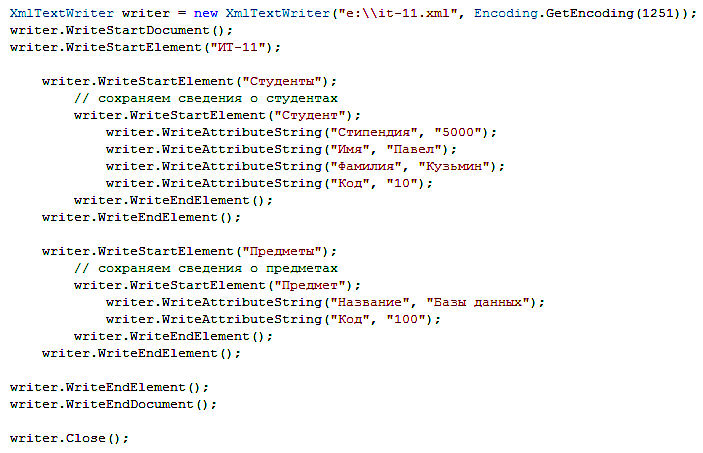 XmlTextWriter writer = new XmlTextWriter("e:\\it-11.xml", Encoding.GetEncoding(1251));
writer.WriteStartDocument();
writer.WriteStartElement("ИТ-11");
writer.WriteStartElement("Студенты");
// сохраняем сведения о студентах
writer.WriteStartElement("Студент");
writer.WriteAttributeString("Стипендия", "5000");
writer.WriteAttributeString("Имя", "Павел");
writer.WriteAttributeString("Фамилия", "Кузьмин");
writer.WriteAttributeString("Код", "10");
writer.WriteEndElement();
writer.WriteEndElement();
writer.WriteStartElement("Предметы");
// сохраняем сведения о предметах
writer.WriteStartElement("Предмет");
writer.WriteAttributeString("Название", "Базы данных");
writer.WriteAttributeString("Код", "100");
writer.WriteEndElement();
writer.WriteEndElement();
writer.WriteEndElement();
writer.WriteEndDocument();
writer.Close();